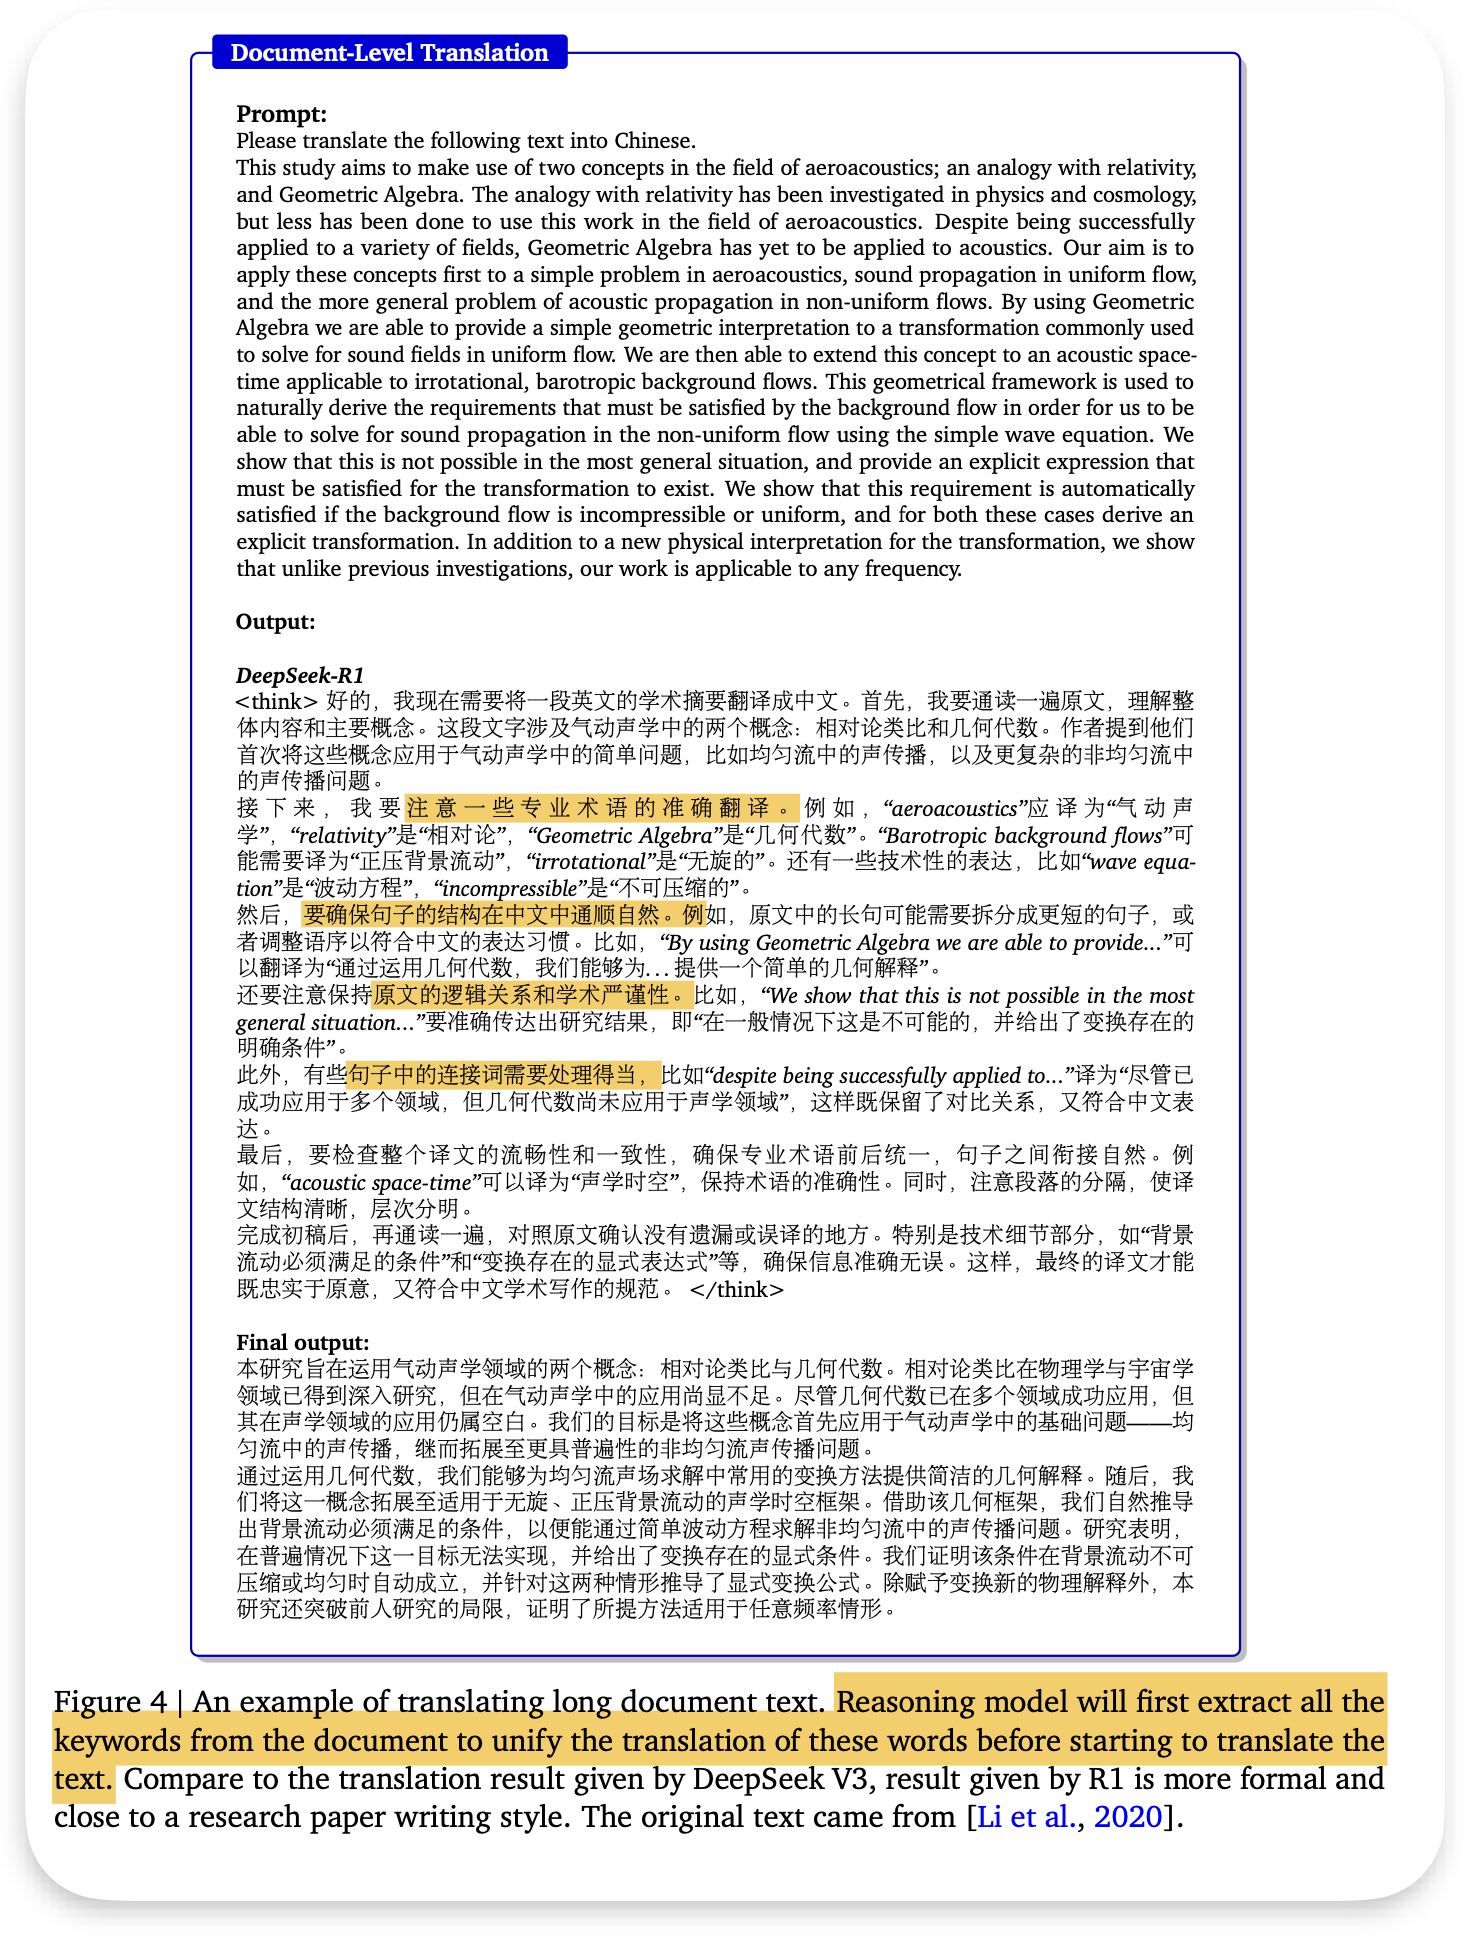 Document-Level Translation
Prompt:
Please translate the following text into Chinese.
This study aims to make use of two concepts in the field of aeroacoustics; an analogy with relativity,
and Geometric Algebra. The analogy with relativity has been investigated in physics and cosmology,
but less has been done to use this work in the field of aeroacoustics. Despite being successfully
applied to a variety of fields, Geometric Algebra has yet to be applied to acoustics. Our aim is to
apply these concepts first to a simple problem in aeroacoustics, sound propagation in uniform flow,
and the more general problem of acoustic propagation in non-uniform flows. By using Geometric
Algebra we are able to provide a simple geometric interpretation to a transformation commonly used
to solve for sound fields in uniform flow. We are then able to extend this concept to an acoustic space-
time applicable to irrotational, barotropic background flows. This geometrical framework is used to
naturally derive the requirements that must be satisfied by the background flow in order for us to be
able to solve for sound propagation in the non-uniform flow using the simple wave equation. We
show that this is not possible in the most general situation, and provide an explicit expression that
must be satisfied for the transformation to exist. We show that this requirement is automatically
satisfied if the background flow is incompressible or uniform, and for both these cases derive an
explicit transformation. In addition to a new physical interpretation for the transformation, we show
that unlike previous investigations, our work is applicable to any frequency.
Output:
DeepSeek-R1
<think> 好的，我现在需要将一段英文的学术摘要翻译成中文。首先，我要通读一遍原文，理解整
体内容和主要概念。这段文字涉及气动声学中的两个概念：相对论类比和几何代数。作者提到他们
首次将这些概念应用于气动声学中的简单问题，比如均匀流中的声传播，以及更复杂的非均匀流中
的声传播问题。
接下来，我要注意一些专业术语的准确翻译。例如，“aeroacoustics”应译为“气动声
学”，“relativity”是“相对论”，“Geometric Algebra”是“几何代数”。“Barotropic background flows”可
能需要译为“正压背景流动”，“irrotational”是“无旋的”。还有一些技术性的表达，比如“wave equa-
tion”是“波动方程”，“incompressible”是“不可压缩的”。
然后，要确保句子的结构在中文中通顺自然。例如，原文中的长句可能需要拆分成更短的句子，或
者调整语序以符合中文的表达习惯。比如，“By using Geometric Algebra we are able to provide...”可
以翻译为“通过运用几何代数，我们能够为...提供一个简单的几何解释”。
还要注意保持原文的逻辑关系和学术严谨性。比如，“We show that this is not possible in the most
general situation...”要准确传达出研究结果，即“在一般情况下这是不可能的，并给出了变换存在的
明确条件”。
此外，有些句子中的连接词需要处理得当，比如“despite being successfully applied to...”译为“尽管已
成功应用于多个领域，但几何代数尚未应用于声学领域”，这样既保留了对比关系，又符合中文表
达。
最后，要检查整个译文的流畅性和一致性，确保专业术语前后统一，句子之间衔接自然。例
如，“acoustic space-time”可以译为“声学时空”，保持术语的准确性。同时，注意段落的分隔，使译
文结构清晰，层次分明。
完成初稿后，再通读一遍，对照原文确认没有遗漏或误译的地方。特别是技术细节部分，如“背景
流动必须满足的条件”和“变换存在的显式表达式”等，确保信息准确无误。这样，最终的译文才能
既忠实于原意，又符合中文学术写作的规范。 </think>
Final output:
本研究旨在运用气动声学领域的两个概念：相对论类比与几何代数。相对论类比在物理学与宇宙学
领域已得到深入研究，但在气动声学中的应用尚显不足。尽管几何代数已在多个领域成功应用，但
其在声学领域的应用仍属空白。我们的目标是将这些概念首先应用于气动声学中的基础问题——均
匀流中的声传播，继而拓展至更具普遍性的非均匀流声传播问题。
通过运用几何代数，我们能够为均匀流声场求解中常用的变换方法提供简洁的几何解释。随后，我
们将这一概念拓展至适用于无旋、正压背景流动的声学时空框架。借助该几何框架，我们自然推导
出背景流动必须满足的条件，以便能通过简单波动方程求解非均匀流中的声传播问题。研究表明，
在普遍情况下这一目标无法实现，并给出了变换存在的显式条件。我们证明该条件在背景流动不可
压缩或均匀时自动成立，并针对这两种情形推导了显式变换公式。除赋予变换新的物理解释外，本
研究还突破前人研究的局限，证明了所提方法适用于任意频率情形。
Figure 4 | An example of translating long document text. Reasoning model will first extract all the
keywords from the document to unify the translation of these words before starting to translate the
text. Compare to the translation result given by DeepSeek V3, result given by R1 is more formal and
close to a research paper writing style. The original text came from [Li et al., 2020].